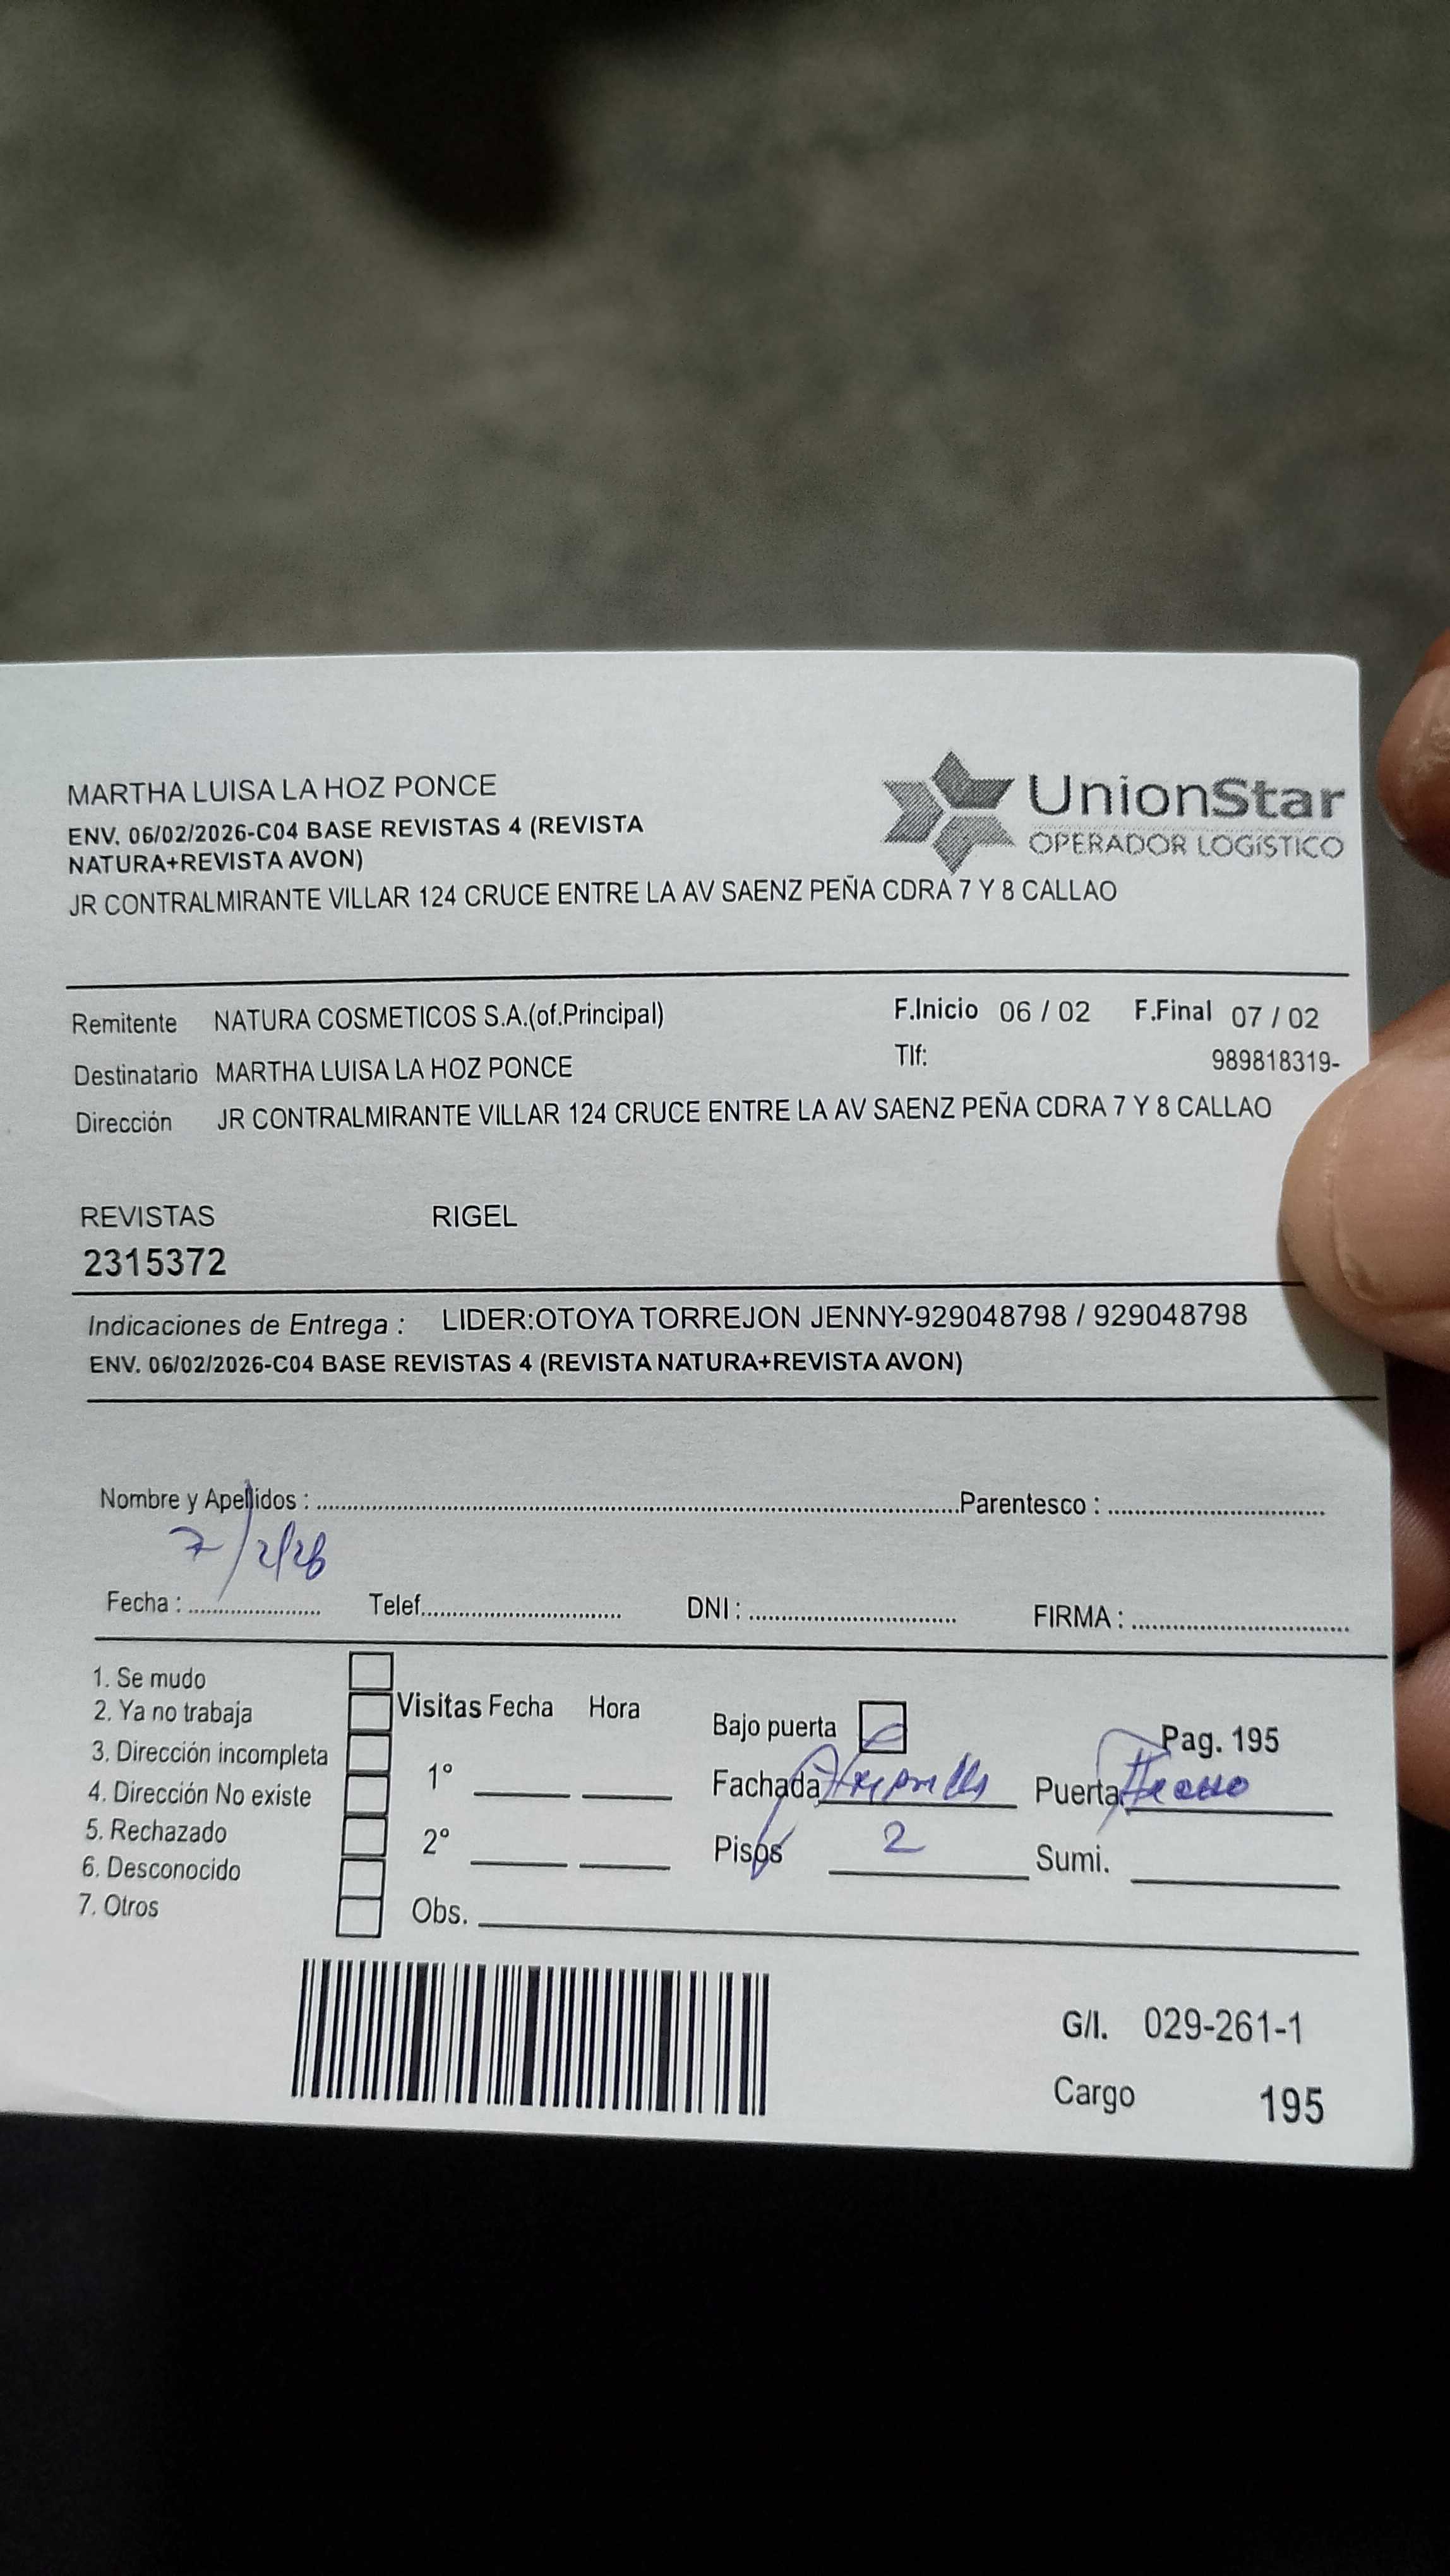 MARTHA LUISA LA HOZ PONCE
ENV. 06/02/2026-C04 BASE REVISTAS 4 (REVISTA
NATURA+REVISTA AVON)
JR CONTRALMIRANTE VILLAR 124 CRUCE ENTRE LA AV SAENZ PEÑA CDRA 7 Y 8 CALLAO
UnionStar
OPERADOR LOGíSTICO
Remitente NATURA COSMETICOS S.A.(of.Principal) F.Inicio 06 / 02 F.Final 07 / 02
Destinatario MARTHA LUISA LA HOZ PONCE Tlf: 989818319-
Dirección JR CONTRALMIRANTE VILLAR 124 CRUCE ENTRE LA AV SAENZ PEÑA CDRA 7 Y 8 CALLAO
REVISTAS RIGEL
2315372
Indicaciones de Entrega : LIDER:OTOYA TORREJON JENNY-929048798 / 929048798
ENV. 06/02/2026-C04 BASE REVISTAS 4 (REVISTA NATURA+REVISTA AVON)
Nombre y Apellidos : Parentesco :
7/2/26
Fecha : Telef. DNI : FIRMA :
1. Se mudo
2. Ya no trabaja
3. Dirección incompleta
4. Dirección No existe
5. Rechazado
6. Desconocido
7. Otros
Visitas Fecha Hora
1°
2°
Obs.
Bajo puerta
Fachada
Pisos 2
Pag. 195
Puerta
Sumi.
G/I. 029-261-1
Cargo 195